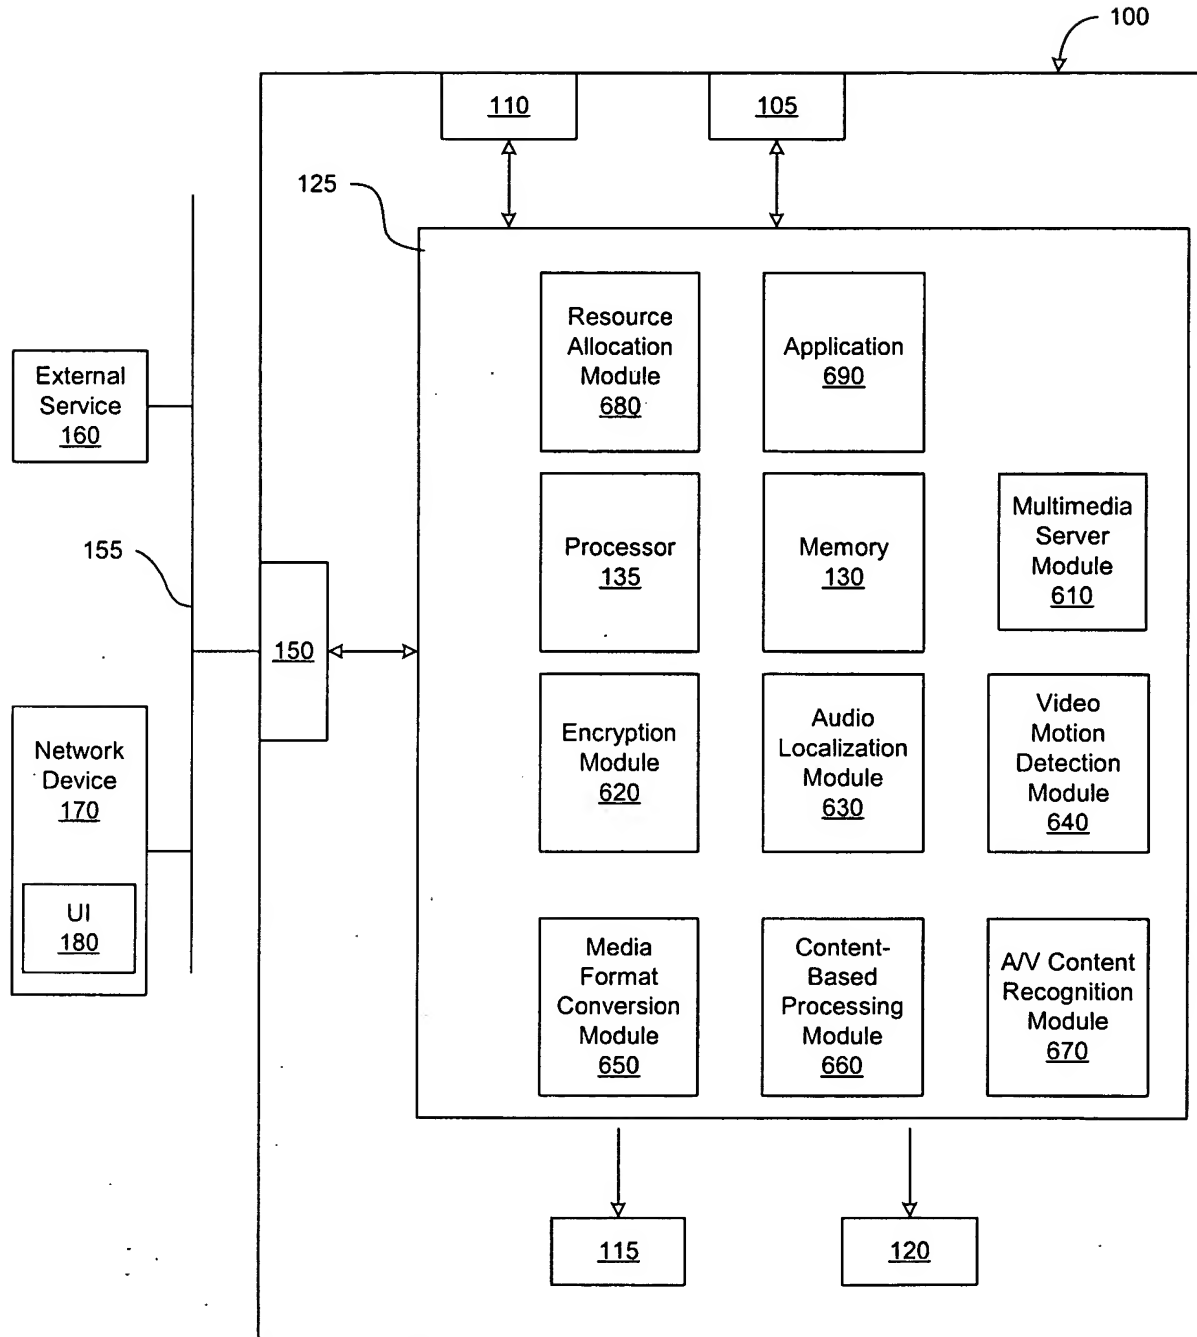 100
110
105
125
Resource
Allocation
Module
680
Application
690
External
Service
160
Processor
135
Memory
130
Multimedia
Server
Module
610
155
150
Encryption
Module
620
Audio
Localization
Module
630
Video
Motion
Detection
Module
640
Network
Device
170
UI
180
Media
Format
Conversion
Module
650
Content-
Based
Processing
Module
660
A/V Content
Recognition
Module
670
115
120